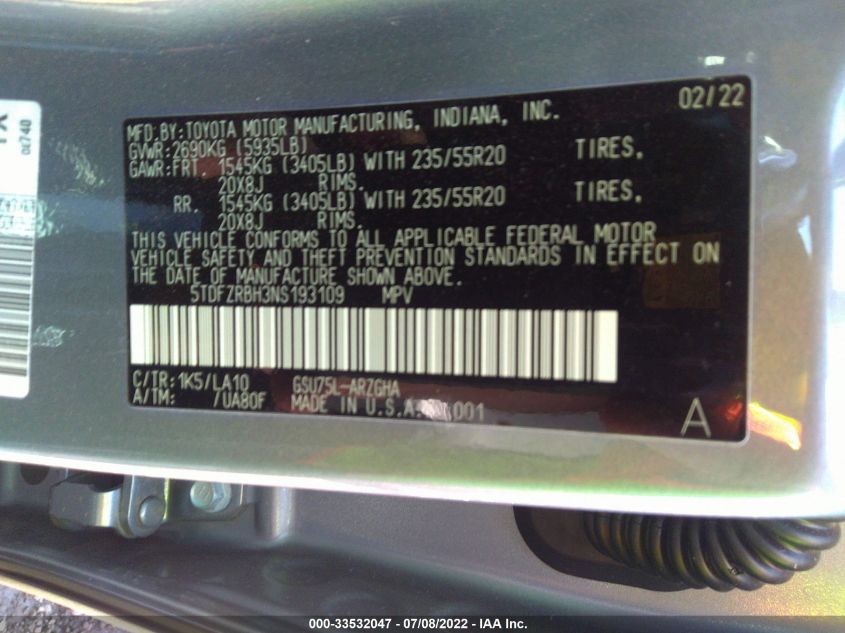 MFD.BY:TOYOTA MOTOR MANUFACTURING, INDIANA, INC. 02/22
GVWR:2690KG (5935LB)
GAWR:FRT. 1545KG (3405LB) WITH 235/55R20 TIRES,
20X8J RIMS.
RR. 1545KG (3405LB) WITH 235/55R20 TIRES,
20X8J RIMS.
THIS VEHICLE CONFORMS TO ALL APPLICABLE FEDERAL MOTOR
VEHICLE SAFETY AND THEFT PREVENTION STANDARDS IN EFFECT ON
THE DATE OF MANUFACTURE SHOWN ABOVE.
5TDFZRBH3NS193109 MPV
C/TR:1K5/LA10 GSU75L-ARZGHA
A/TM: /UA80F MADE IN U.S.A. 001
A
000-33532047 - 07/08/2022 - IAA Inc.